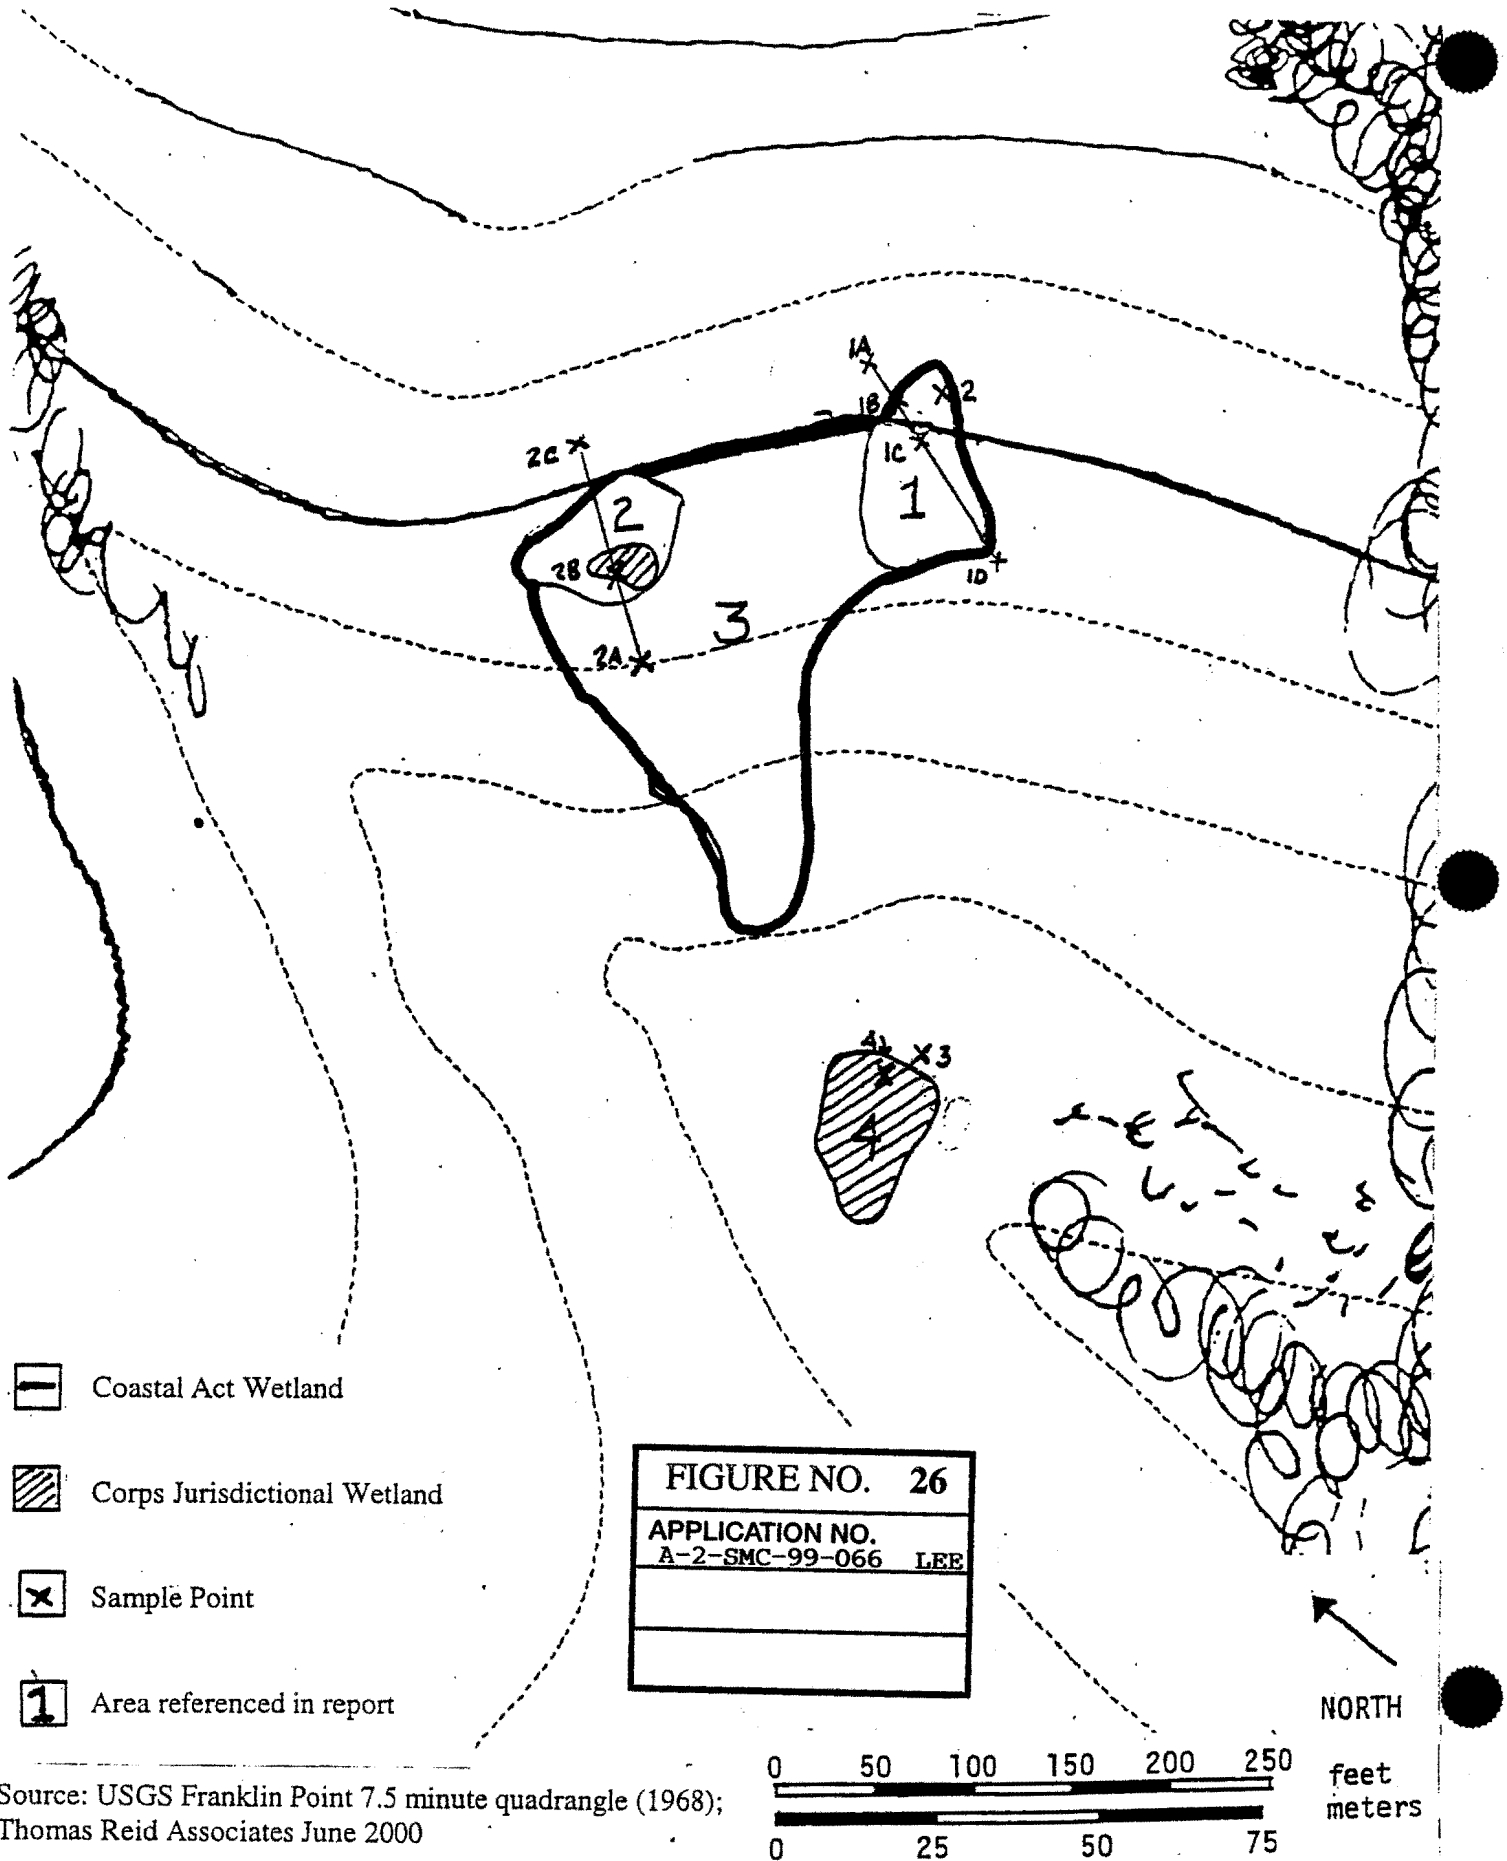 1A
1B
2
2C
1C
2
1
2B
1D
3
2A
4
3
4
Coastal Act Wetland
Corps Jurisdictional Wetland
Sample Point
1 Area referenced in report
FIGURE NO. 26
APPLICATION NO.
A-2-SMC-99-066 LEE
NORTH
0 50 100 150 200 250 feet
meters
0 25 50 75
Source: USGS Franklin Point 7.5 minute quadrangle (1968);
Thomas Reid Associates June 2000